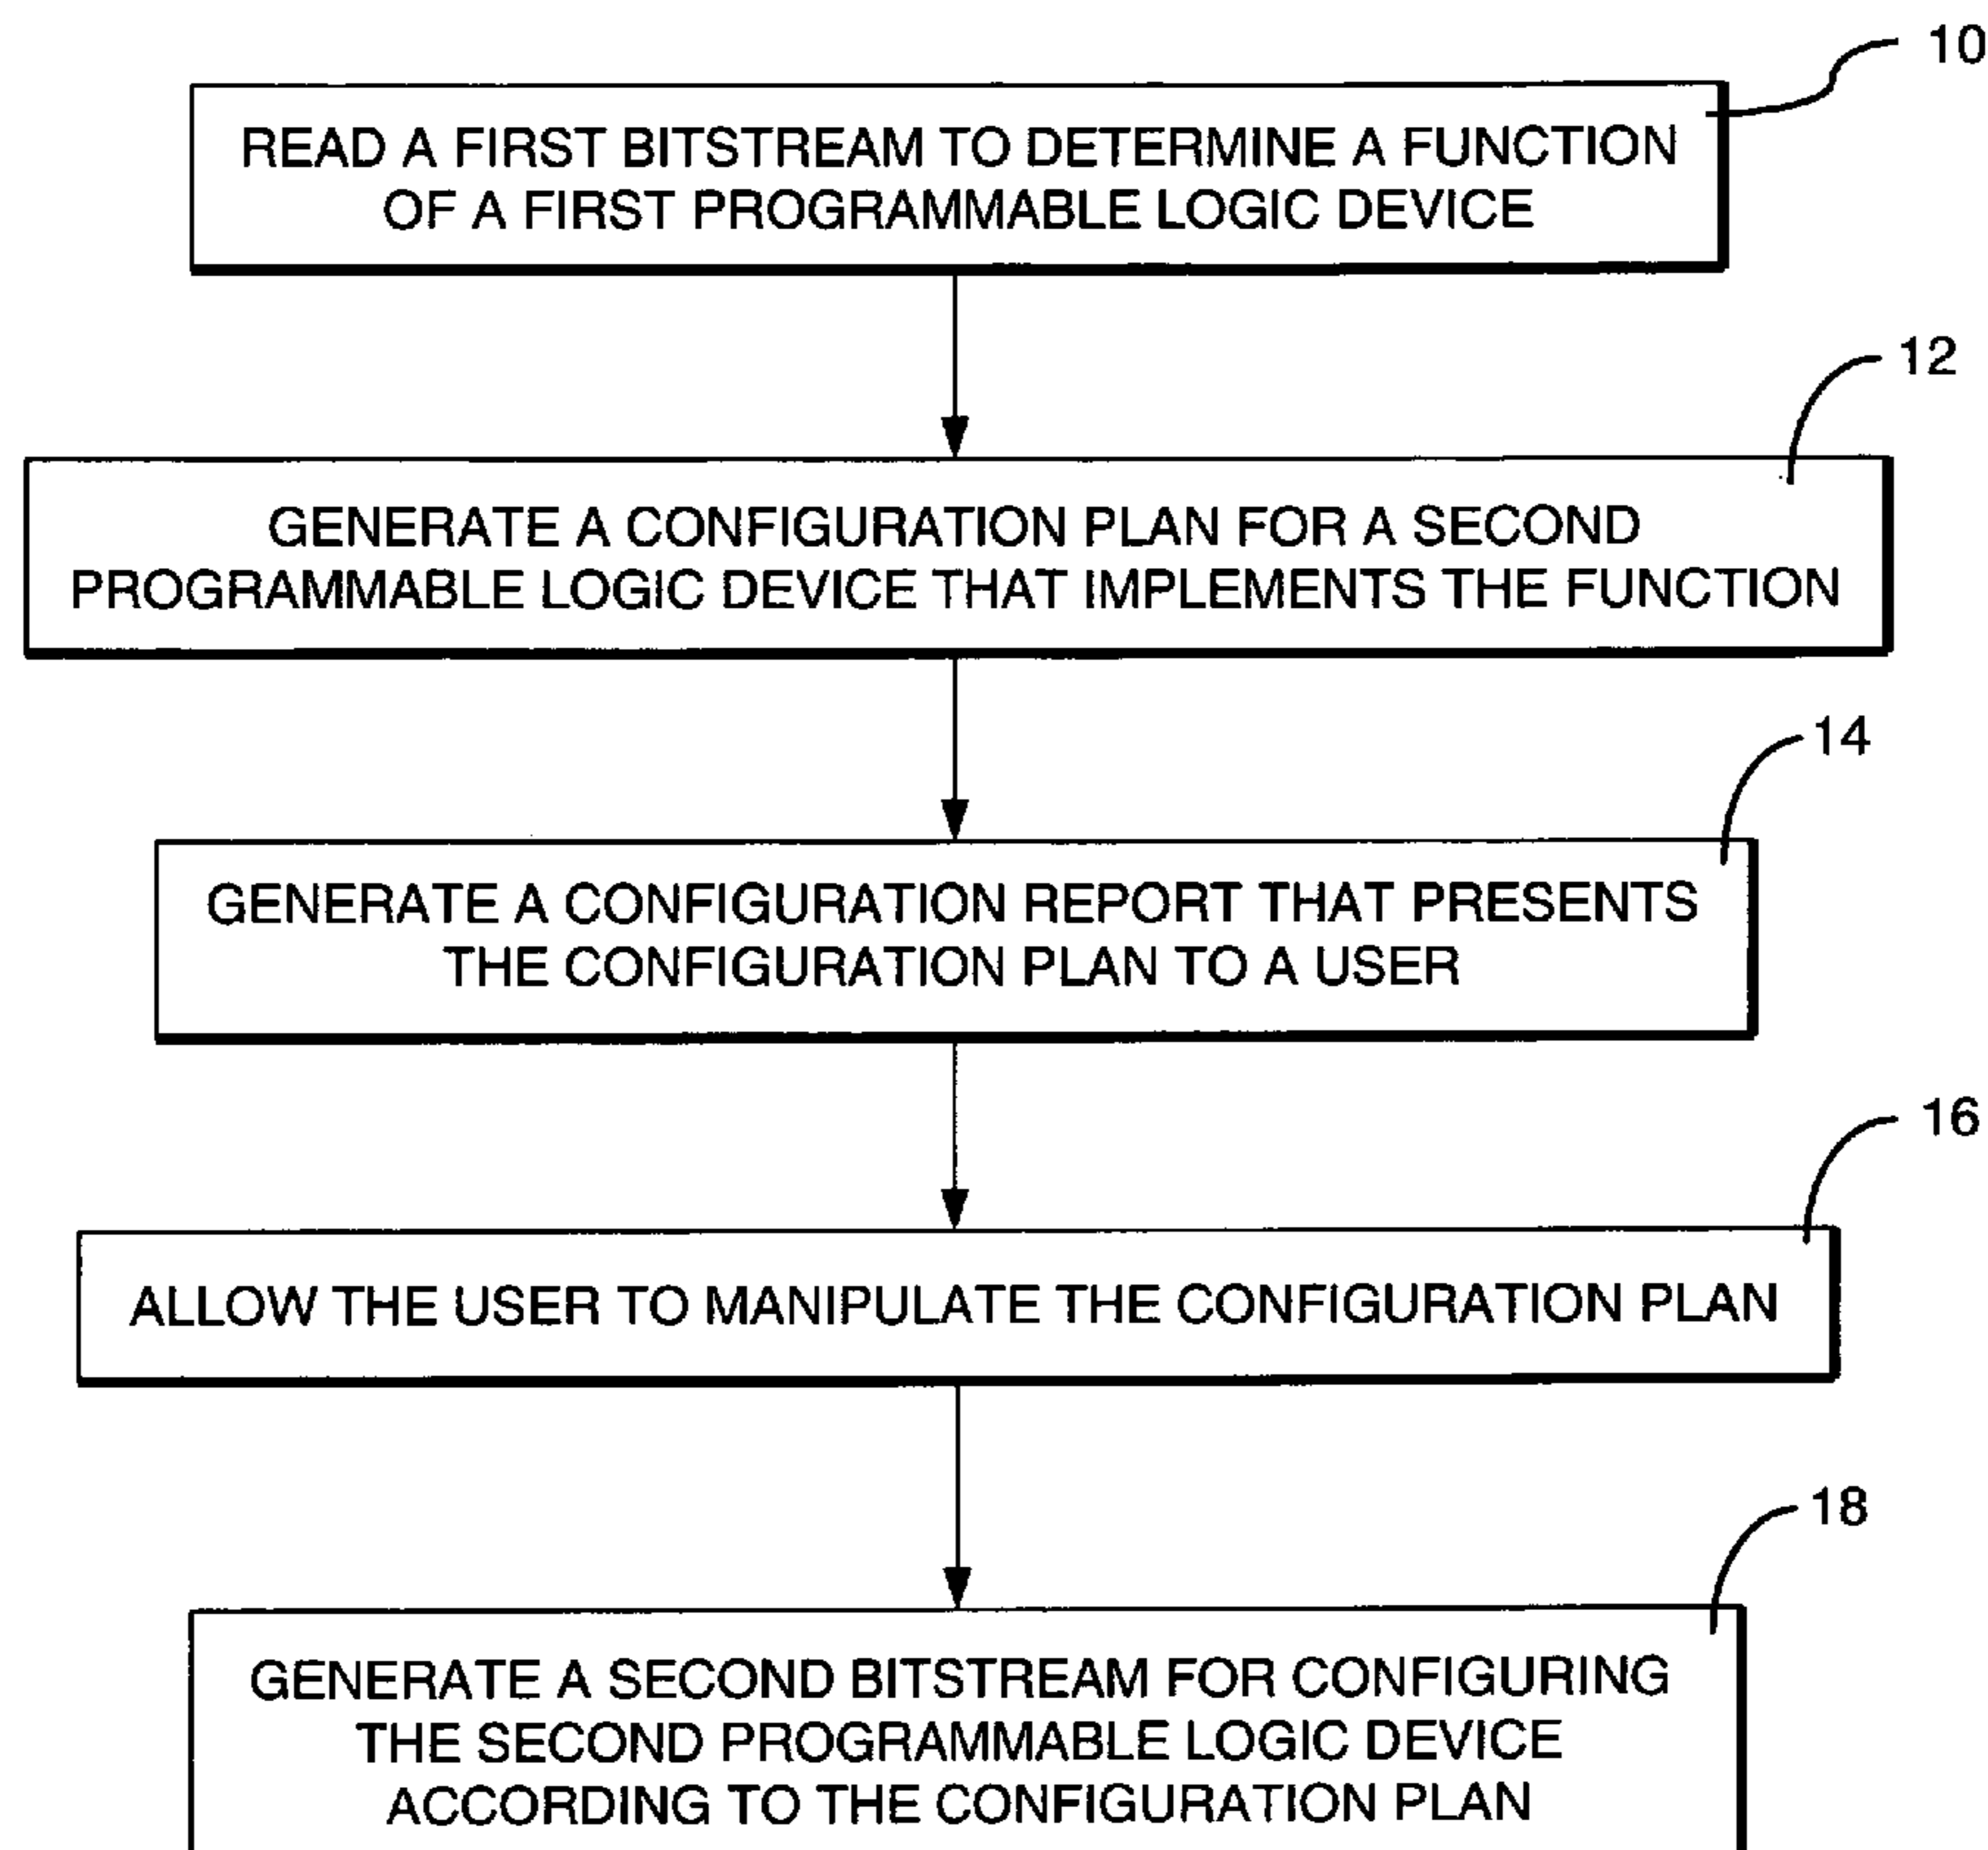 10
READ A FIRST BITSTREAM TO DETERMINE A FUNCTION
OF A FIRST PROGRAMMABLE LOGIC DEVICE
12
GENERATE A CONFIGURATION PLAN FOR A SECOND
PROGRAMMABLE LOGIC DEVICE THAT IMPLEMENTS THE FUNCTION
14
GENERATE A CONFIGURATION REPORT THAT PRESENTS
THE CONFIGURATION PLAN TO A USER
16
ALLOW THE USER TO MANIPULATE THE CONFIGURATION PLAN
18
GENERATE A SECOND BITSTREAM FOR CONFIGURING
THE SECOND PROGRAMMABLE LOGIC DEVICE
ACCORDING TO THE CONFIGURATION PLAN